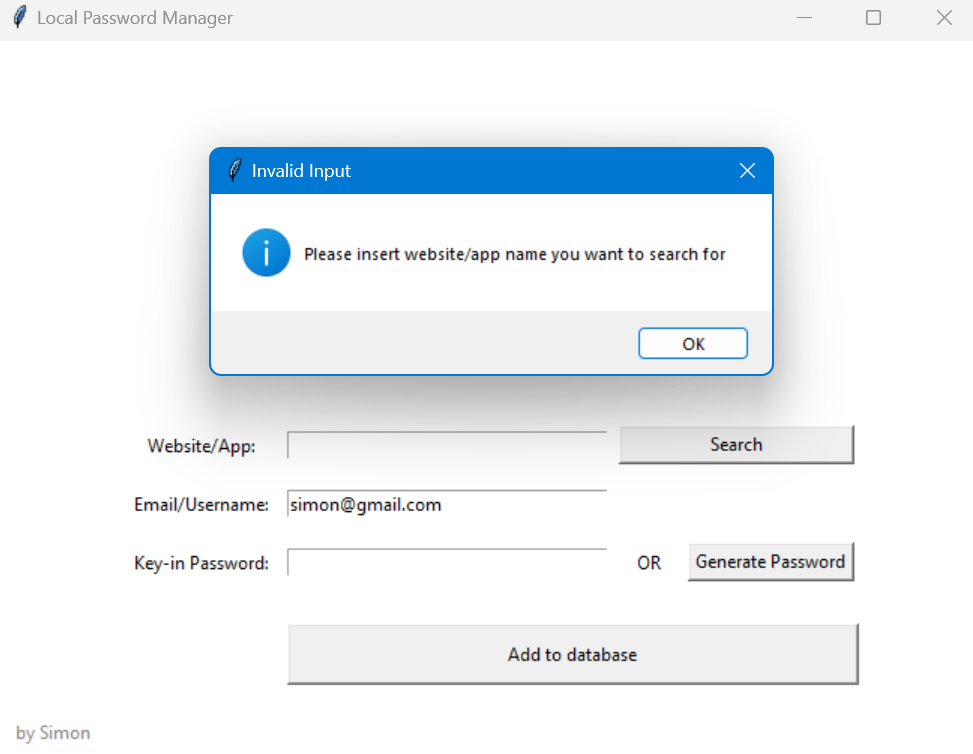 Local Password Manager
Invalid Input
Please insert website/app name you want to search for
OK
Website/App:
Search
Email/Username:
simon@gmail.com
Key-in Password:
OR
Generate Password
Add to database
by Simon